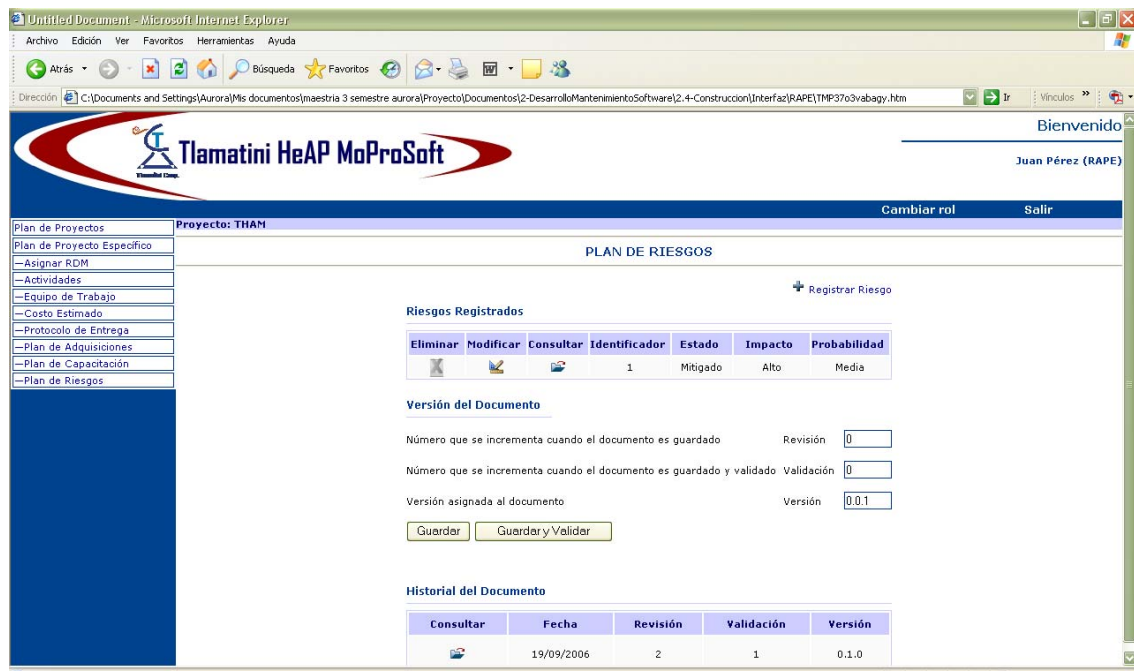 Untitled Document - Microsoft Internet Explorer
Archivo Edición Ver Favoritos Herramientas Ayuda
Atrás Búsqueda Favoritos
Dirección C:\Documents and Settings\Aurora\Mis documentos\maestria 3 semestre aurora\Proyecto\Documentos\2-DesarrolloMantenimientoSoftware\2.4-Construccion\Interfaz\RAPE\TMP37o3vabagy.htm Ir Vínculos »
Bienvenido
Tlamatini HeAP MoProSoft
Tlamatini Corp.
Juan Pérez (RAPE)
Cambiar rol Salir
Proyecto: THAM
Plan de Proyectos
Plan de Proyecto Específico
—Asignar RDM
—Actividades
—Equipo de Trabajo
—Costo Estimado
—Protocolo de Entrega
—Plan de Adquisiciones
—Plan de Capacitación
—Plan de Riesgos
PLAN DE RIESGOS
Registrar Riesgo
Riesgos Registrados
Eliminar Modificar Consultar Identificador Estado Impacto Probabilidad
1 Mitigado Alto Media
Versión del Documento
Número que se incrementa cuando el documento es guardado Revisión 0
Número que se incrementa cuando el documento es guardado y validado Validación 0
Versión asignada al documento Versión 0.0.1
Guardar Guardar y Validar
Historial del Documento
Consultar Fecha Revisión Validación Versión
19/09/2006 2 1 0.1.0